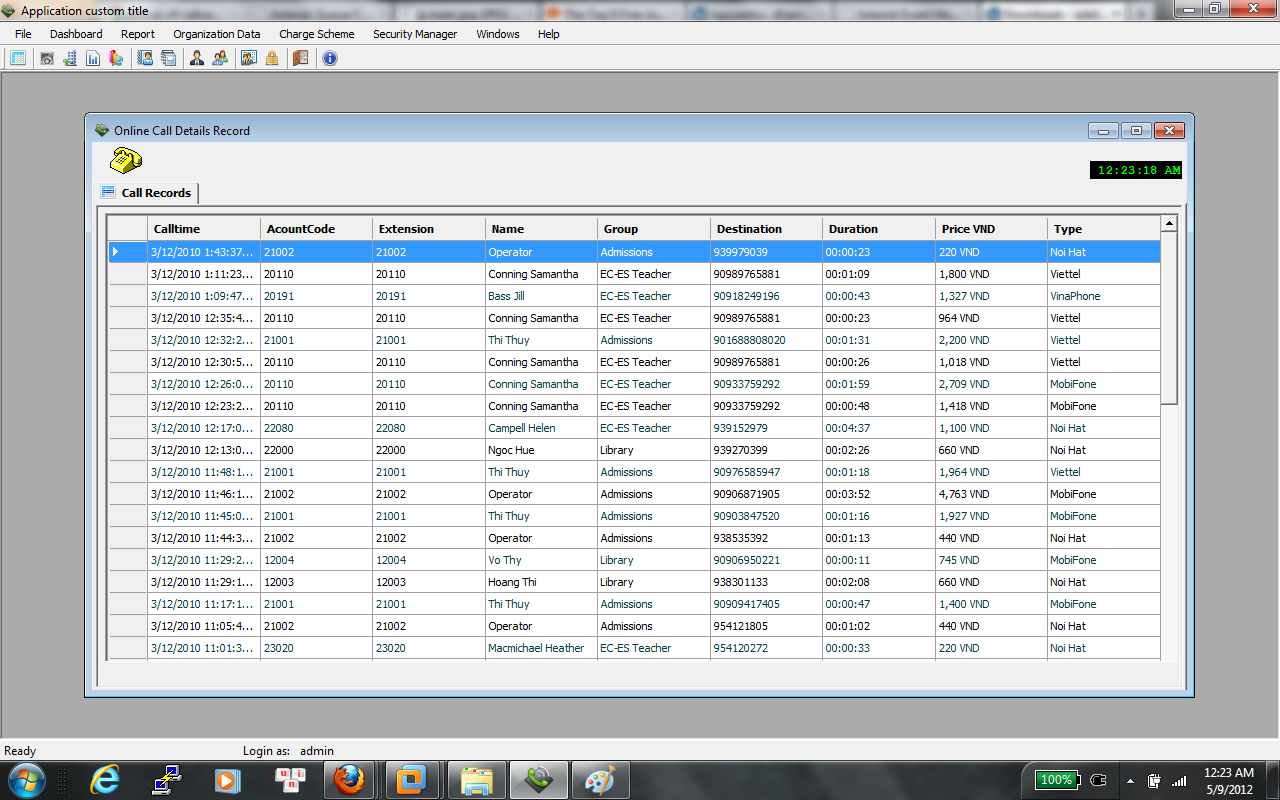 Application custom title
File Dashboard Report Organization Data Charge Scheme Security Manager Windows Help
Online Call Details Record
12:23:18 AM
Call Records
Calltime AcountCode Extension Name Group Destination Duration Price VND Type
3/12/2010 1:43:37... 21002 21002 Operator Admissions 939979039 00:00:23 220 VND Noi Hat
3/12/2010 1:11:23... 20110 20110 Conning Samantha EC-ES Teacher 90989765881 00:01:09 1,800 VND Viettel
3/12/2010 1:09:47... 20191 20191 Bass Jill EC-ES Teacher 90918249196 00:00:43 1,327 VND VinaPhone
3/12/2010 12:35:4... 20110 20110 Conning Samantha EC-ES Teacher 90989765881 00:00:23 964 VND Viettel
3/12/2010 12:32:2... 21001 21001 Thi Thuy Admissions 901688808020 00:01:31 2,200 VND Viettel
3/12/2010 12:30:5... 20110 20110 Conning Samantha EC-ES Teacher 90989765881 00:00:26 1,018 VND Viettel
3/12/2010 12:26:0... 20110 20110 Conning Samantha EC-ES Teacher 90933759292 00:01:59 2,709 VND MobiFone
3/12/2010 12:23:2... 20110 20110 Conning Samantha EC-ES Teacher 90933759292 00:00:48 1,418 VND MobiFone
3/12/2010 12:17:0... 22080 22080 Campell Helen EC-ES Teacher 939152979 00:04:37 1,100 VND Noi Hat
3/12/2010 12:13:0... 22000 22000 Ngoc Hue Library 939270399 00:02:26 660 VND Noi Hat
3/12/2010 11:48:1... 21001 21001 Thi Thuy Admissions 90976585947 00:01:18 1,964 VND Viettel
3/12/2010 11:46:1... 21002 21002 Operator Admissions 90906871905 00:03:52 4,763 VND MobiFone
3/12/2010 11:45:0... 21001 21001 Thi Thuy Admissions 90903847520 00:01:16 1,927 VND MobiFone
3/12/2010 11:44:3... 21002 21002 Operator Admissions 938535392 00:01:13 440 VND Noi Hat
3/12/2010 11:29:2... 12004 12004 Vo Thy Library 90906950221 00:00:11 745 VND MobiFone
3/12/2010 11:29:1... 12003 12003 Hoang Thi Library 938301133 00:02:08 660 VND Noi Hat
3/12/2010 11:17:1... 21001 21001 Thi Thuy Admissions 90909417405 00:00:47 1,400 VND MobiFone
3/12/2010 11:05:4... 21002 21002 Operator Admissions 954121805 00:01:02 440 VND Noi Hat
3/12/2010 11:01:3... 23020 23020 Macmichael Heather EC-ES Teacher 954120272 00:00:33 220 VND Noi Hat
Ready Login as: admin
100% 12:23 AM
5/9/2012